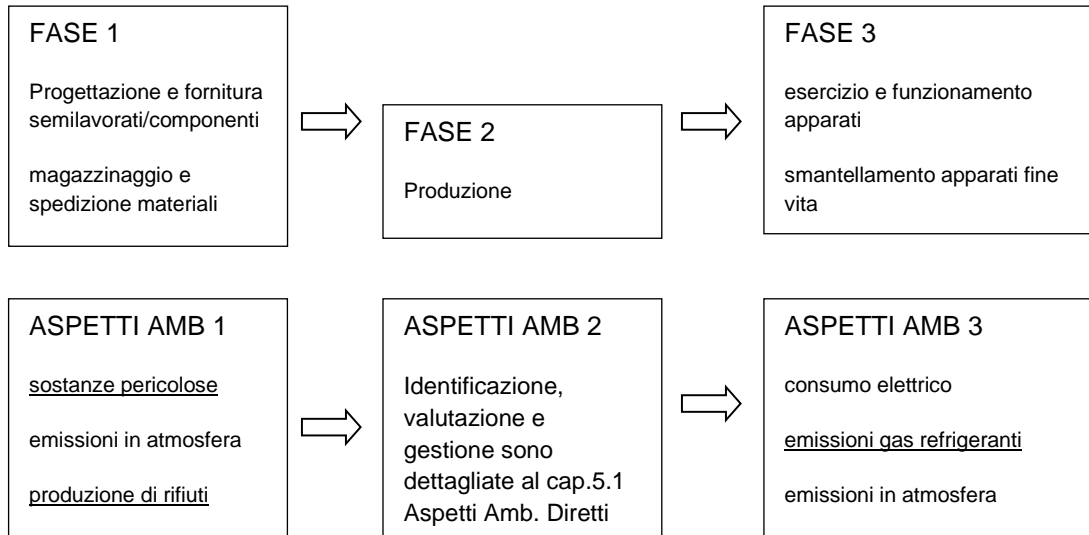 FASE 1
Progettazione e fornitura
semilavorati/componenti
magazzinaggio e
spedizione materiali
FASE 2
Produzione
FASE 3
esercizio e funzionamento
apparati
smantellamento apparati fine
vita
ASPETTI AMB 1
sostanze pericolose
emissioni in atmosfera
produzione di rifiuti
ASPETTI AMB 2
Identificazione,
valutazione e
gestione sono
dettagliate al cap.5.1
Aspetti Amb. Diretti
ASPETTI AMB 3
consumo elettrico
emissioni gas refrigeranti
emissioni in atmosfera